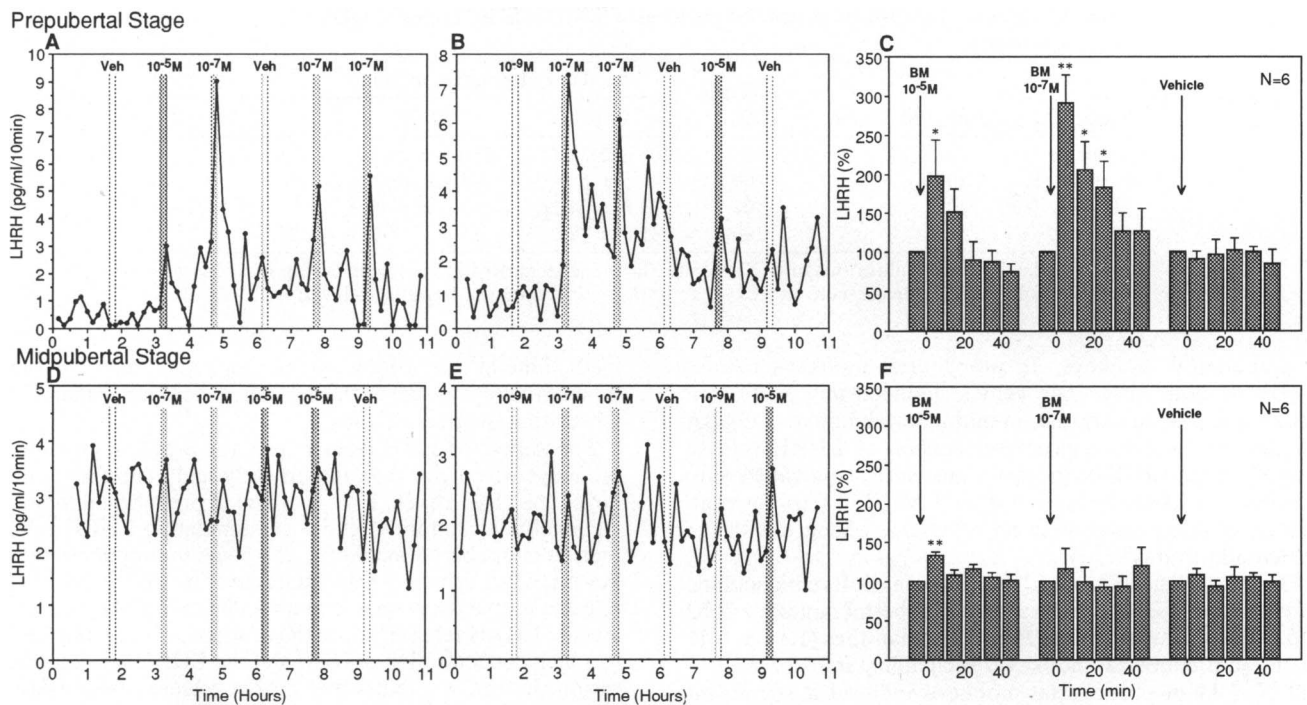 Prepubertal Stage
A
Veh 10-5M 10-7M Veh 10-7M 10-7M
LHRH (pg/ml/10min)
10
9
8
7
6
5
4
3
2
1
0
0 1 2 3 4 5 6 7 8 9 10 11
B
10-9M 10-7M 10-7M Veh 10-5M Veh
8
7
6
5
4
3
2
1
0
0 1 2 3 4 5 6 7 8 9 10 11
C
BM 10-5M
BM 10-7M
Vehicle
N=6
* ** * *
LHRH (%)
350
300
250
200
150
100
50
0
0 20 40 0 20 40 0 20 40
Midpubertal Stage
D
Veh 10-7M 10-7M 10-5M 10-5M Veh
LHRH (pg/ml/10min)
5
4
3
2
1
0
0 1 2 3 4 5 6 7 8 9 10 11
Time (Hours)
E
10-9M 10-7M 10-7M Veh 10-9M 10-5M
4
3
2
1
0
0 1 2 3 4 5 6 7 8 9 10 11
Time (Hours)
F
BM 10-5M
BM 10-7M
Vehicle
N=6
**
LHRH (%)
350
300
250
200
150
100
50
0
0 20 40 0 20 40 0 20 40
Time (min)